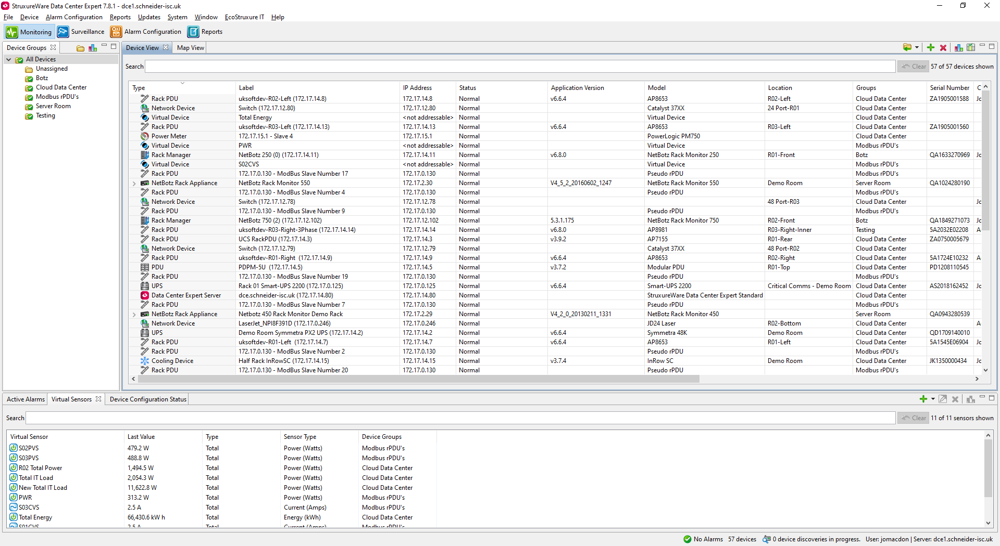 StruxureWare Data Center Expert 7.8.1 - dce1.schneider-isc.uk
File Device Alarm Configuration Reports Updates System Window EcoStruxure IT Help
Monitoring Surveillance Alarm Configuration Reports
Device Groups
All Devices
Unassigned
Botz
Cloud Data Center
Modbus rPDU's
Server Room
Testing
Device View Map View
Search Clear 57 of 57 devices shown
Type Label IP Address Status Application Version Model Location Groups Serial Number C
Rack PDU uksoftdev-R02-Left (172.17.14.8) 172.17.14.8 Normal v6.6.4 AP8653 R02-Left Cloud Data Center ZA1905001588 Jc
Network Device Switch (172.17.12.80) 172.17.12.80 Normal Catalyst 37XX 24 Port-R01 Cloud Data Center
Virtual Device Total Energy <not addressable> Normal Virtual Device Cloud Data Center
Rack PDU uksoftdev-R03-Left (172.17.14.13) 172.17.14.13 Normal v6.6.4 AP8653 R03-Left Cloud Data Center ZA1905001560
Power Meter 172.17.15.1 - Slave 4 172.17.15.1 Normal PowerLogic PM750 Cloud Data Center
Virtual Device PWR <not addressable> Normal Virtual Device Modbus rPDU's
Rack Manager NetBotz 250 (0) (172.17.14.11) 172.17.14.11 Normal v6.8.0 NetBotz Rack Monitor 250 R01-Front Botz QA1633270969 Jc
Virtual Device S02CVS <not addressable> Normal Virtual Device Modbus rPDU's
Rack PDU 172.17.0.130 - ModBus Slave Number 17 172.17.0.130 Normal Pseudo rPDU Modbus rPDU's
NetBotz Rack Appliance NetBotz Rack Monitor 550 172.17.2.30 Normal V4_5_2_20160602_1247 NetBotz Rack Monitor 550 Demo Room Server Room QA1024280190
Rack PDU 172.17.0.130 - ModBus Slave Number 4 172.17.0.130 Normal Pseudo rPDU Modbus rPDU's
Network Device Switch (172.17.12.78) 172.17.12.78 Normal 48 Port-R03 Cloud Data Center Jc
Rack PDU 172.17.0.130 - ModBus Slave Number 9 172.17.0.130 Normal Pseudo rPDU Modbus rPDU's
Rack Manager NetBotz 750 (2) (172.17.12.102) 172.17.12.102 Normal 5.3.1.175 NetBotz Rack Monitor 750 R02-Front Botz QA1849271073 Jc
Rack PDU uksoftdev-R03-Right-3Phase (172.17.14.14) 172.17.14.14 Normal v6.8.0 AP8981 R03-Right-Inner Testing 5A2032E02208 A
Rack PDU UCS RackPDU (172.17.14.3) 172.17.14.3 Normal v3.9.2 AP7155 R01-Rear Cloud Data Center ZA0750005679
Network Device Switch (172.17.12.79) 172.17.12.79 Normal Catalyst 37XX 48 Port-R02 Cloud Data Center
Rack PDU uksoftdev-R01-Right (172.17.14.9) 172.17.14.9 Normal v6.6.4 AP8653 R02-Right Cloud Data Center 5A1724E10232 A
PDU PDPM-5U (172.17.14.5) 172.17.14.5 Normal v3.7.2 Modular PDU R01-Top Cloud Data Center PD1208110545
Rack PDU 172.17.0.130 - ModBus Slave Number 19 172.17.0.130 Normal Pseudo rPDU Modbus rPDU's
UPS Rack 01 Smart-UPS 2200 (172.17.0.125) 172.17.0.125 Normal v6.6.4 Smart-UPS 2200 Critical Comms - Demo Room Cloud Data Center AS2018162452 Jc
Data Center Expert Server dce.schneider-isc.uk (172.17.14.80) 172.17.14.80 Normal StruxureWare Data Center Expert Standard Cloud Data Center
Rack PDU 172.17.0.130 - ModBus Slave Number 7 172.17.0.130 Normal Pseudo rPDU Modbus rPDU's
NetBotz Rack Appliance Netbotz 450 Rack Monitor Demo Rack 172.17.2.29 Normal V4_2_0_20130211_1331 NetBotz Rack Monitor 450 Server Room QA0943280539
Network Device LaserJet_NPI8F391D (172.17.0.246) 172.17.0.246 Normal JD24 Laser R02-Bottom Cloud Data Center A
UPS Demo Room Symmetra PX2 UPS (172.17.14.2) 172.17.14.2 Normal v6.6.4 Symmetra 48K Demo Room Cloud Data Center QD1709140010
Rack PDU uksoftdev-R01-Left (172.17.14.7) 172.17.14.7 Normal v6.6.4 AP8653 R01-Left Cloud Data Center 5A1545E06904 Jc
Rack PDU 172.17.0.130 - ModBus Slave Number 2 172.17.0.130 Normal Pseudo rPDU Modbus rPDU's
Cooling Device Half Rack InRowSC (172.17.14.15) 172.17.14.15 Normal v3.7.4 InRow SC Demo Room Cloud Data Center JK1350000434 Jc
Rack PDU 172.17.0.130 - ModBus Slave Number 20 172.17.0.130 Normal Pseudo rPDU Modbus rPDU's
Active Alarms Virtual Sensors Device Configuration Status
Search Clear 11 of 11 sensors shown
Virtual Sensor Last Value Type Sensor Type Device Groups
S02PVS 479.2 W Total Power (Watts) Modbus rPDU's
S03PVS 488.8 W Total Power (Watts) Modbus rPDU's
R02 Total Power 1,494.5 W Total Power (Watts) Cloud Data Center
Total IT Load 2,054.3 W Total Power (Watts) Cloud Data Center
New Total IT Load 11,622.8 W Total Power (Watts) Cloud Data Center
PWR 313.2 W Total Power (Watts) Modbus rPDU's
S03CVS 2.5 A Total Current (Amps) Modbus rPDU's
Total Energy 66,430.6 kW h Total Energy (kWh) Cloud Data Center
S01CVS 2.5 A Total Current (Amps) Modbus rPDU's
No Alarms 57 devices 0 device discoveries in progress. User: jomacdon | Server: dce1.schneider-isc.uk